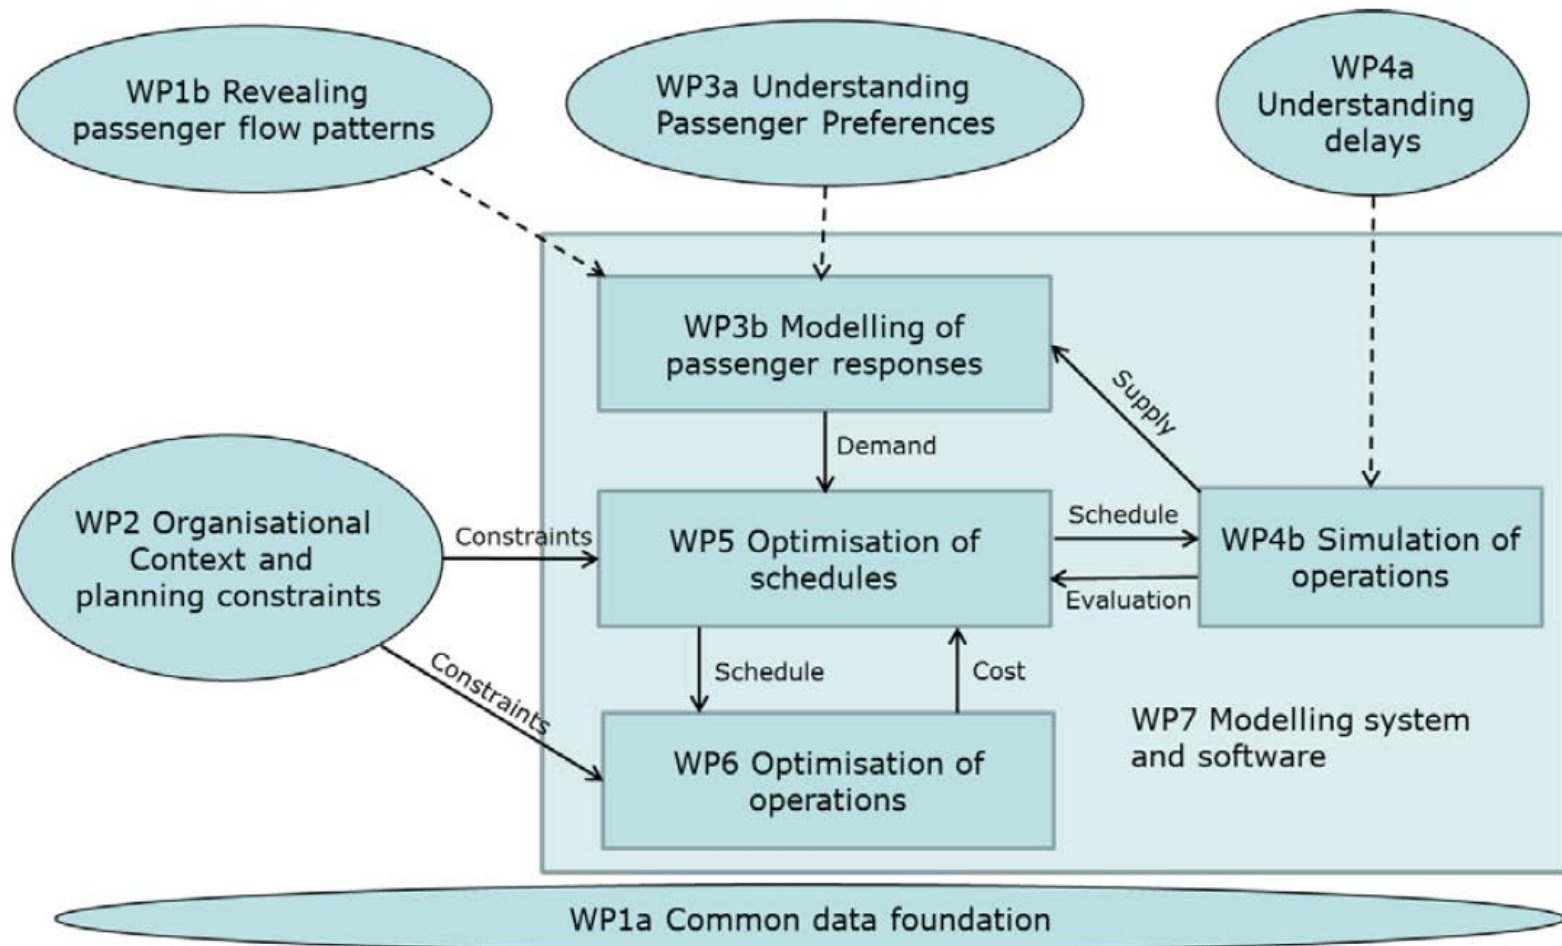 WP1b Revealing
passenger flow patterns
WP3a Understanding
Passenger Preferences
WP4a
Understanding
delays
WP3b Modelling of
passenger responses
Supply
Demand
WP2 Organisational
Context and
planning constraints
Constraints
WP5 Optimisation of
schedules
Schedule
Evaluation
WP4b Simulation of
operations
Constraints
Schedule
Cost
WP6 Optimisation of
operations
WP7 Modelling system
and software
WP1a Common data foundation